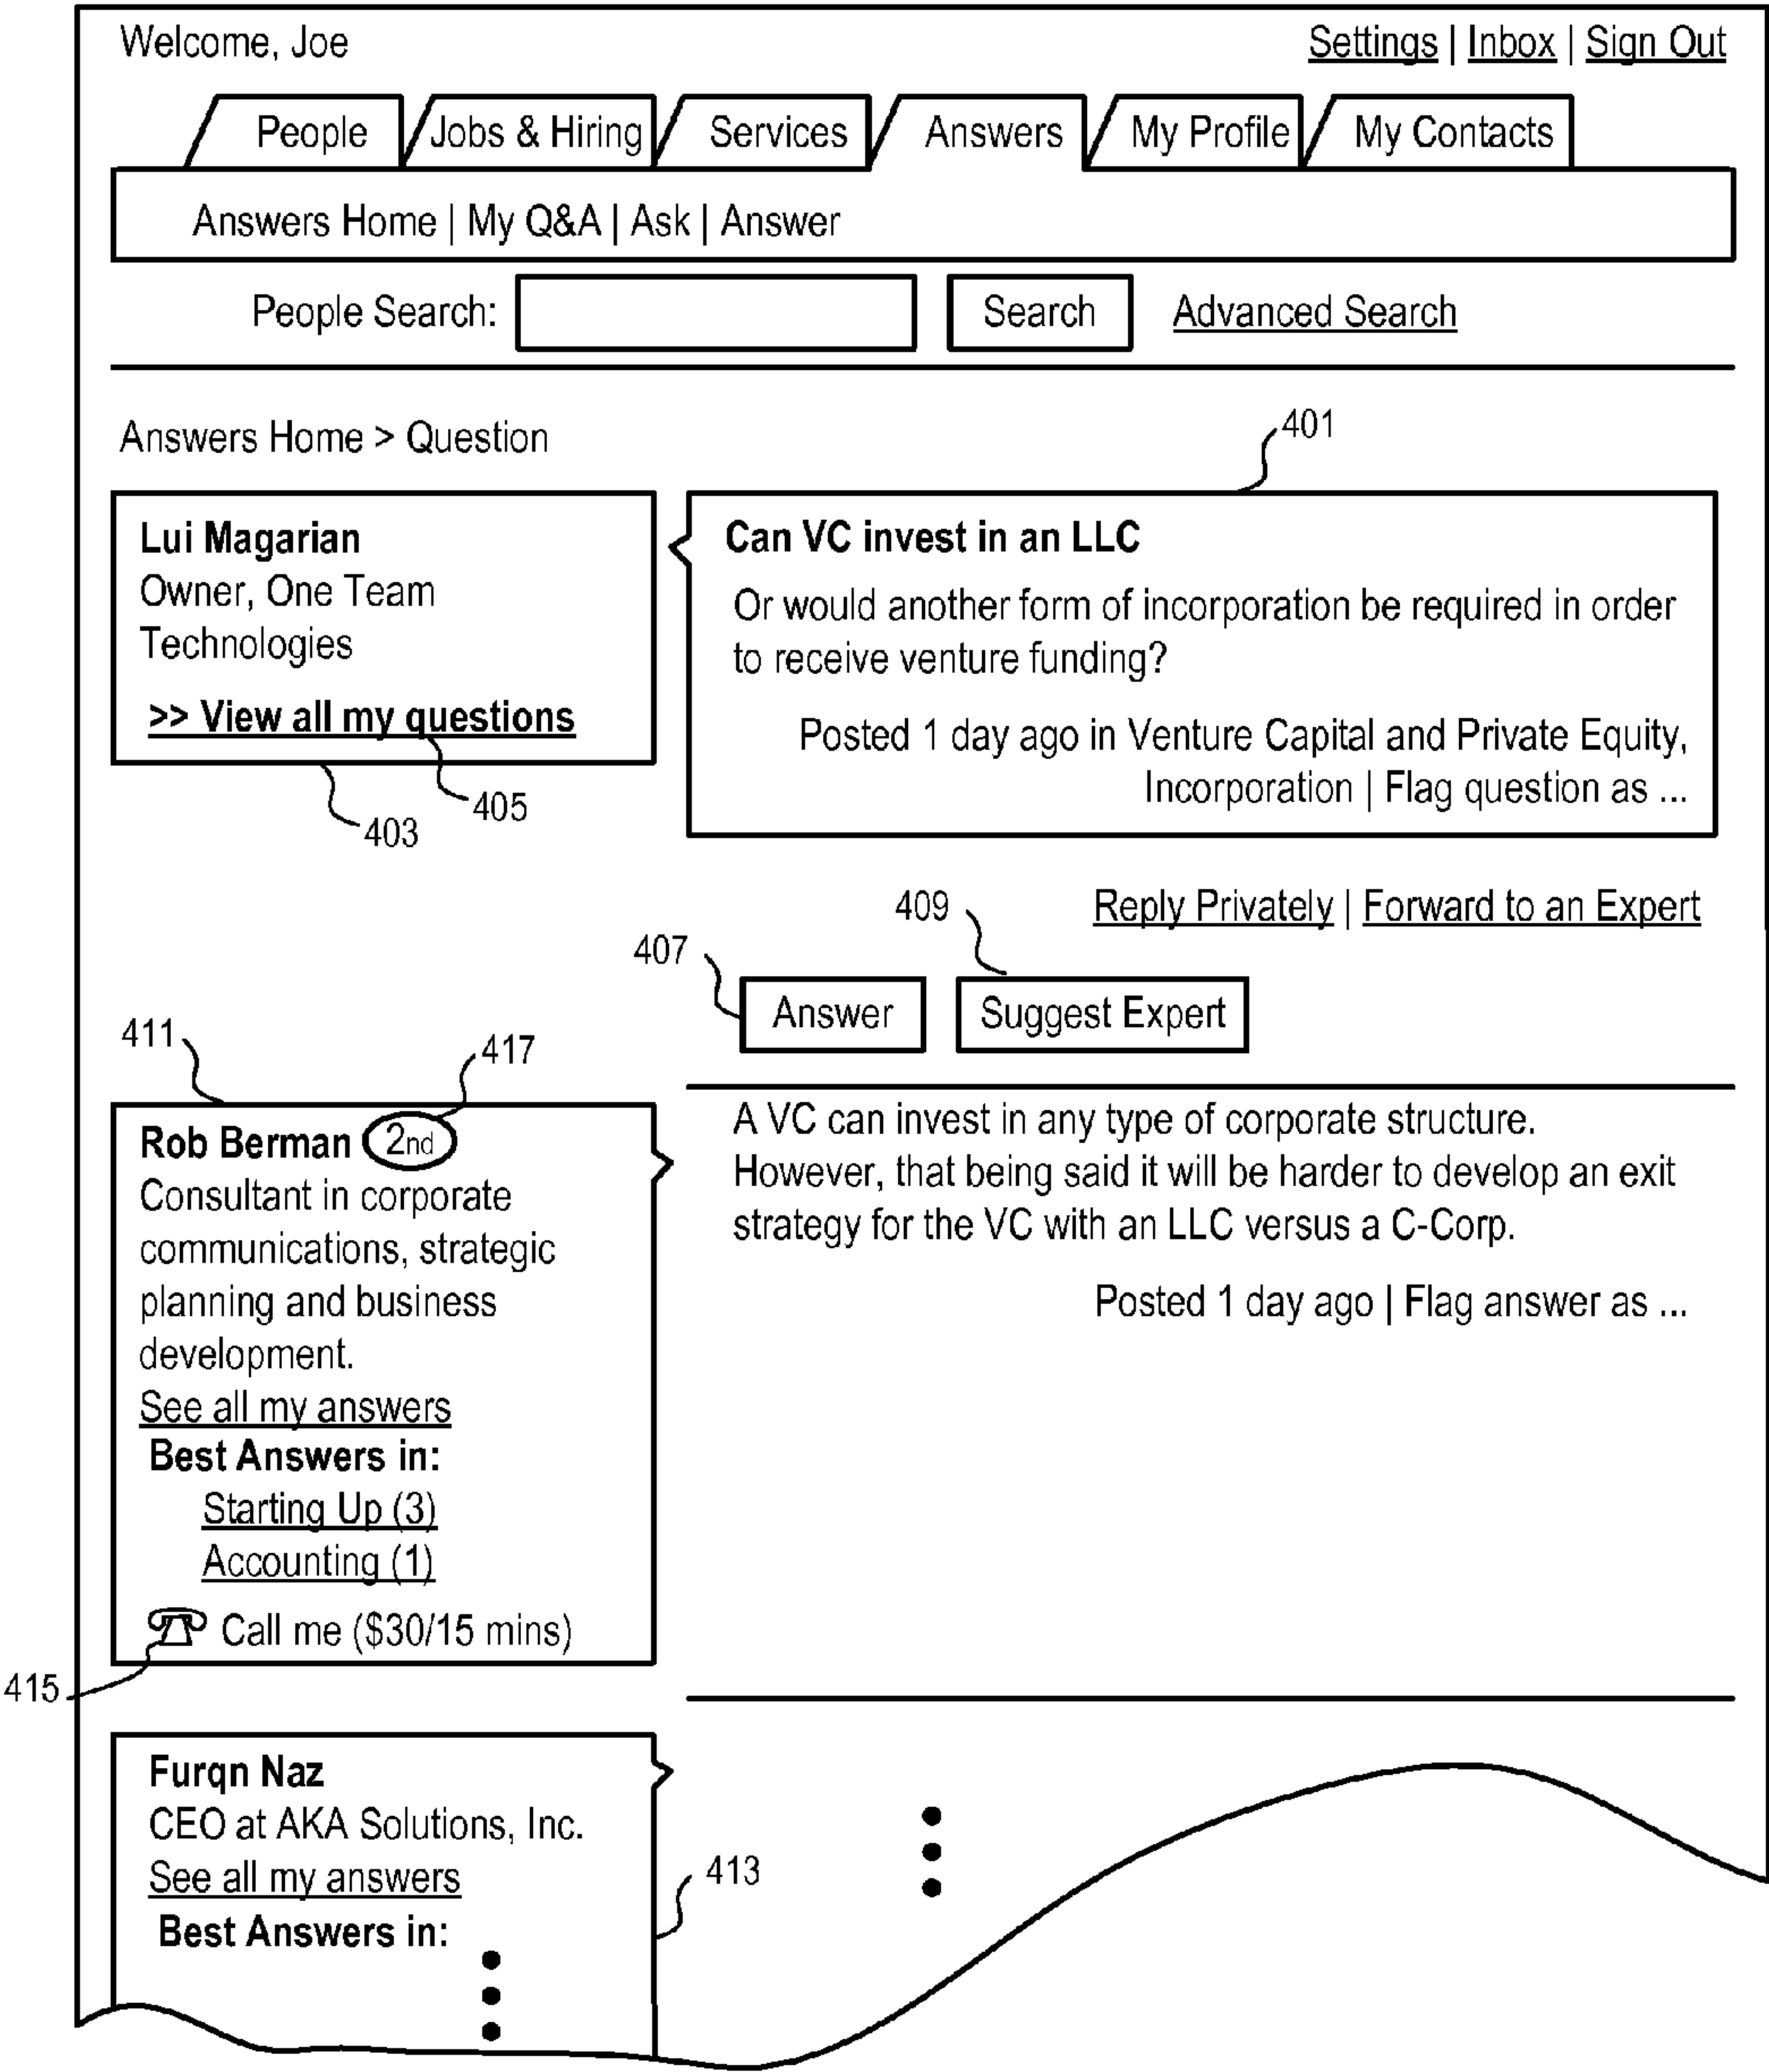 Welcome, Joe
Settings | Inbox | Sign Out
People
Jobs & Hiring
Services
Answers
My Profile
My Contacts
Answers Home | My Q&A | Ask | Answer
People Search:
Search
Advanced Search
Answers Home > Question
401
Lui Magarian
Owner, One Team
Technologies
>> View all my questions
405
403
Can VC invest in an LLC
Or would another form of incorporation be required in order
to receive venture funding?
Posted 1 day ago in Venture Capital and Private Equity,
Incorporation | Flag question as ...
Reply Privately | Forward to an Expert
409
407
Answer
Suggest Expert
411
417
Rob Berman 2nd
Consultant in corporate
communications, strategic
planning and business
development.
See all my answers
Best Answers in:
Starting Up (3)
Accounting (1)
Call me ($30/15 mins)
415
A VC can invest in any type of corporate structure.
However, that being said it will be harder to develop an exit
strategy for the VC with an LLC versus a C-Corp.
Posted 1 day ago | Flag answer as ...
Furqn Naz
CEO at AKA Solutions, Inc.
See all my answers
Best Answers in:
413